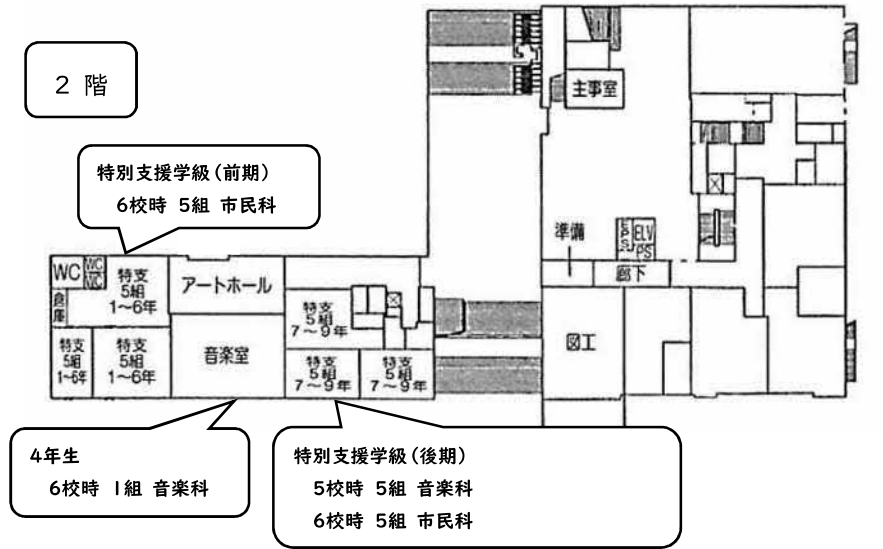 2 階
主事室
特別支援学級（前期）
6校時 5組 市民科
準備
EPS
ELV
PS
廊下
WC
WC
WC
倉庫
特支
5組
1～6年
アートホール
特支
5組
7～9年
図工
特支
5組
1～6年
特支
5組
1～6年
音楽室
特支
5組
7～9年
特支
5組
7～9年
4年生
6校時 1組 音楽科
特別支援学級（後期）
5校時 5組 音楽科
6校時 5組 市民科